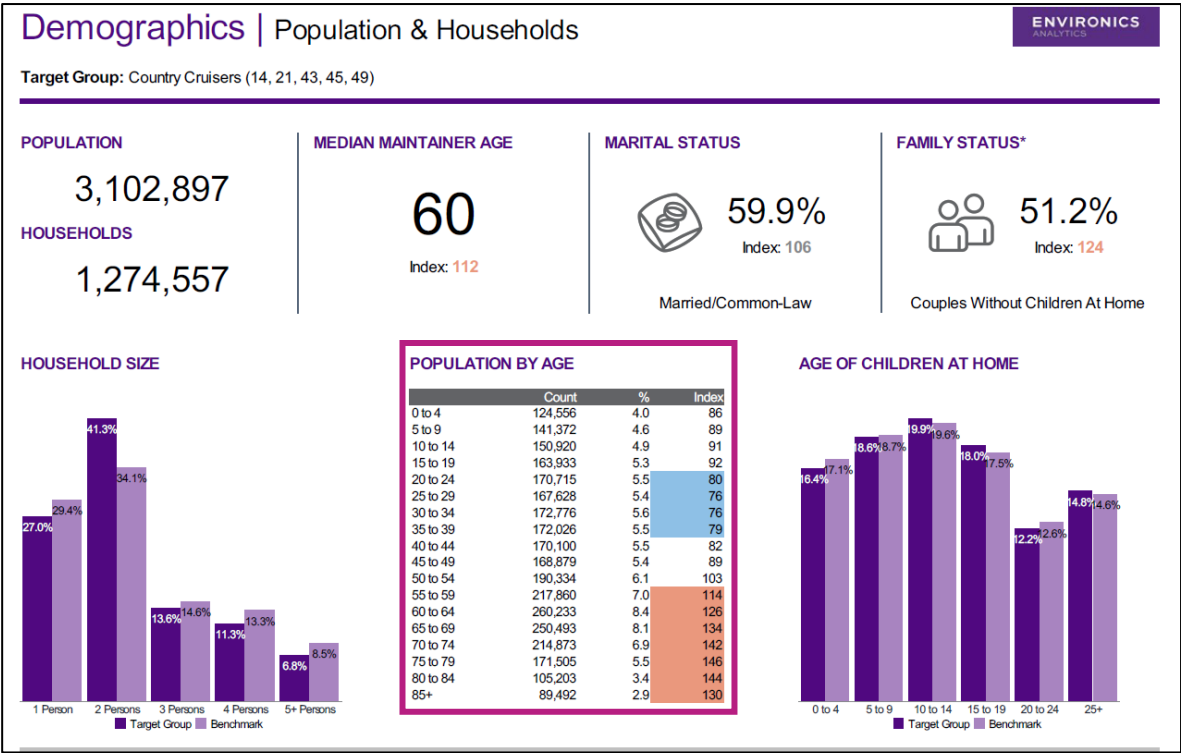 Demographics | Population & Households
ENVIRONICS
ANALYTICS
Target Group: Country Cruisers (14, 21, 43, 45, 49)
POPULATION
3,102,897
HOUSEHOLDS
1,274,557
MEDIAN MAINTAINER AGE
60
Index: 112
MARITAL STATUS
59.9%
Index: 106
Married/Common-Law
FAMILY STATUS*
51.2%
Index: 124
Couples Without Children At Home
HOUSEHOLD SIZE
27.0% 29.4%
41.3% 34.1%
13.6% 14.6%
11.3% 13.3%
6.8% 8.5%
1 Person 2 Persons 3 Persons 4 Persons 5+ Persons
Target Group Benchmark
POPULATION BY AGE
Count % Index
0 to 4 124,556 4.0 86
5 to 9 141,372 4.6 89
10 to 14 150,920 4.9 91
15 to 19 163,933 5.3 92
20 to 24 170,715 5.5 80
25 to 29 167,628 5.4 76
30 to 34 172,776 5.6 76
35 to 39 172,026 5.5 79
40 to 44 170,100 5.5 82
45 to 49 168,879 5.4 89
50 to 54 190,334 6.1 103
55 to 59 217,860 7.0 114
60 to 64 260,233 8.4 126
65 to 69 250,493 8.1 134
70 to 74 214,873 6.9 142
75 to 79 171,505 5.5 146
80 to 84 105,203 3.4 144
85+ 89,492 2.9 130
AGE OF CHILDREN AT HOME
16.4% 17.1%
18.6% 18.7%
19.9% 19.6%
18.0% 17.5%
12.2% 12.6%
14.8% 14.6%
0 to 4 5 to 9 10 to 14 15 to 19 20 to 24 25+
Target Group Benchmark